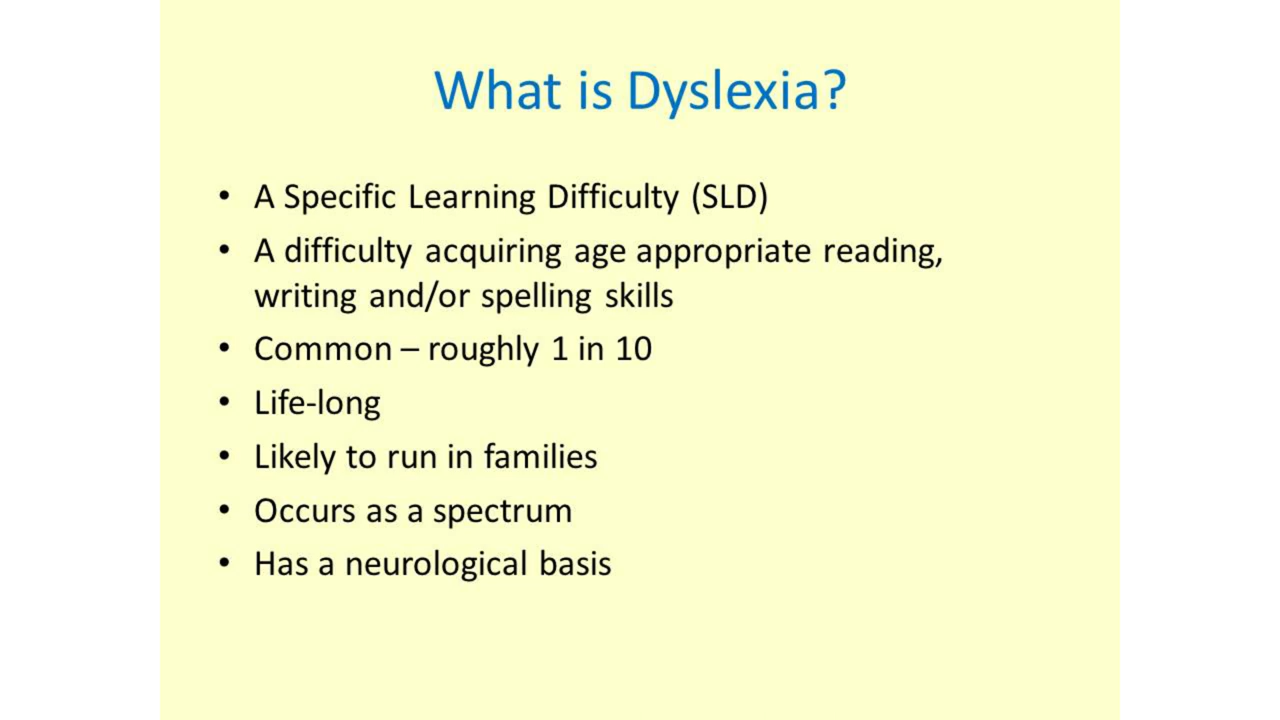 What is Dyslexia?
• A Specific Learning Difficulty (SLD)
• A difficulty acquiring age appropriate reading,
writing and/or spelling skills
• Common – roughly 1 in 10
• Life-long
• Likely to run in families
• Occurs as a spectrum
• Has a neurological basis